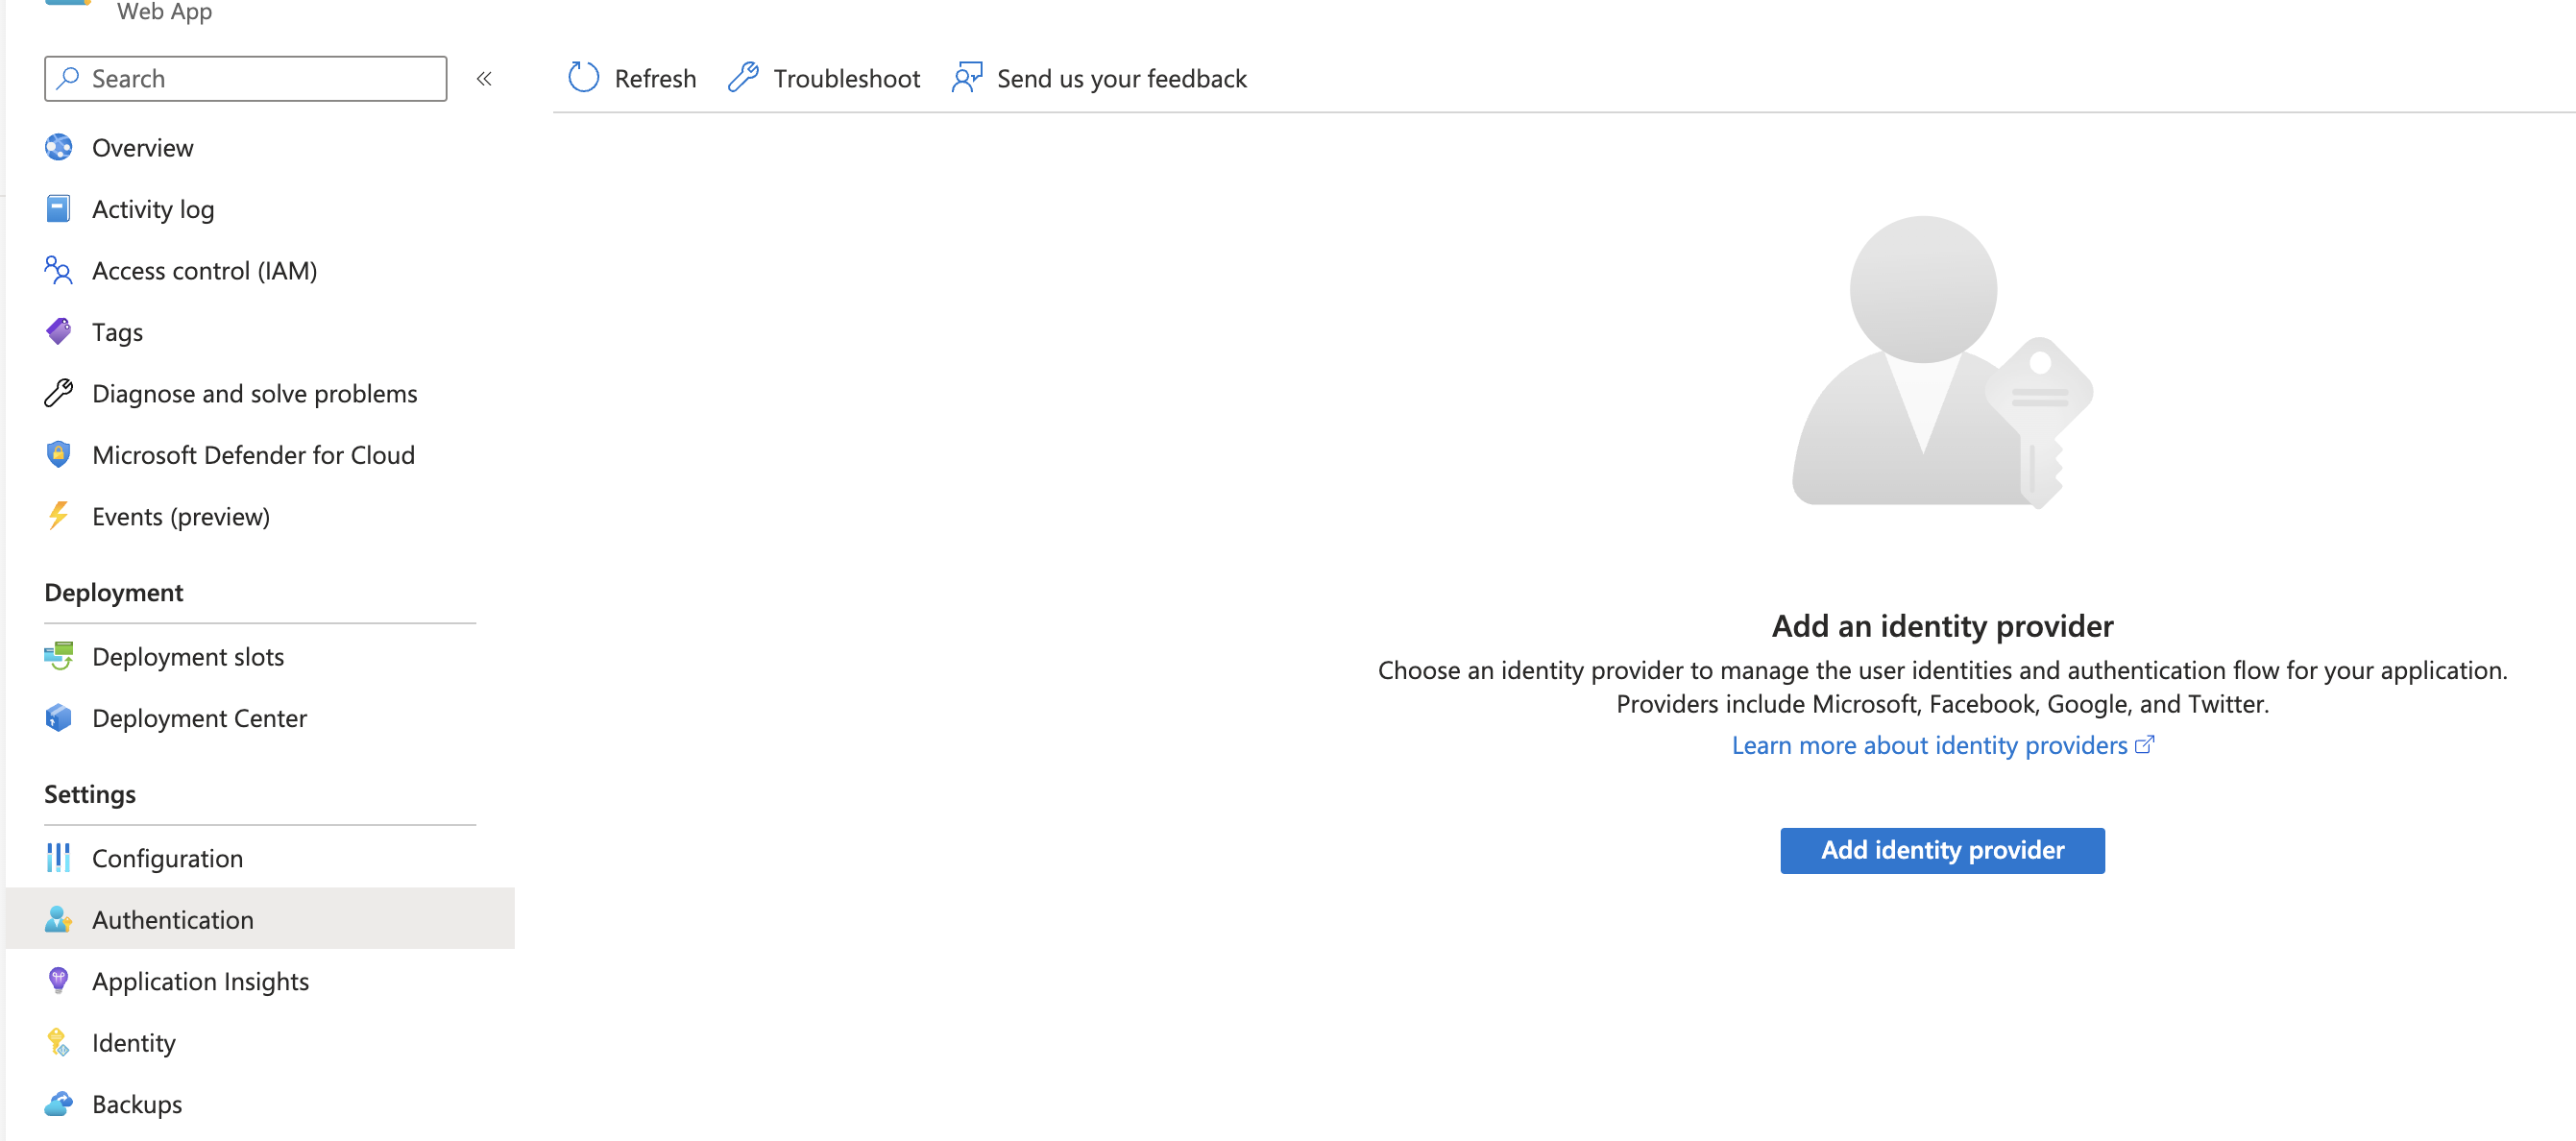 Web App
Search
«
Refresh
Troubleshoot
Send us your feedback
Overview
Activity log
Access control (IAM)
Tags
Diagnose and solve problems
Microsoft Defender for Cloud
Events (preview)
Deployment
Deployment slots
Deployment Center
Settings
Configuration
Authentication
Application Insights
Identity
Backups
Add an identity provider
Choose an identity provider to manage the user identities and authentication flow for your application.
Providers include Microsoft, Facebook, Google, and Twitter.
Learn more about identity providers
Add identity provider